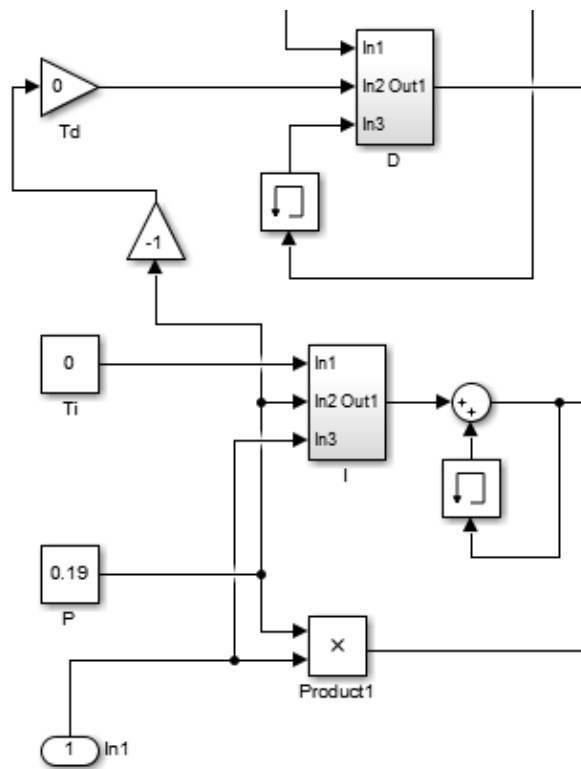 In1
0
In2 Out1
Td
In3
D
-1
In1
0
Ti
In2 Out1
In3
I
0.19
P
×
Product1
1
In1